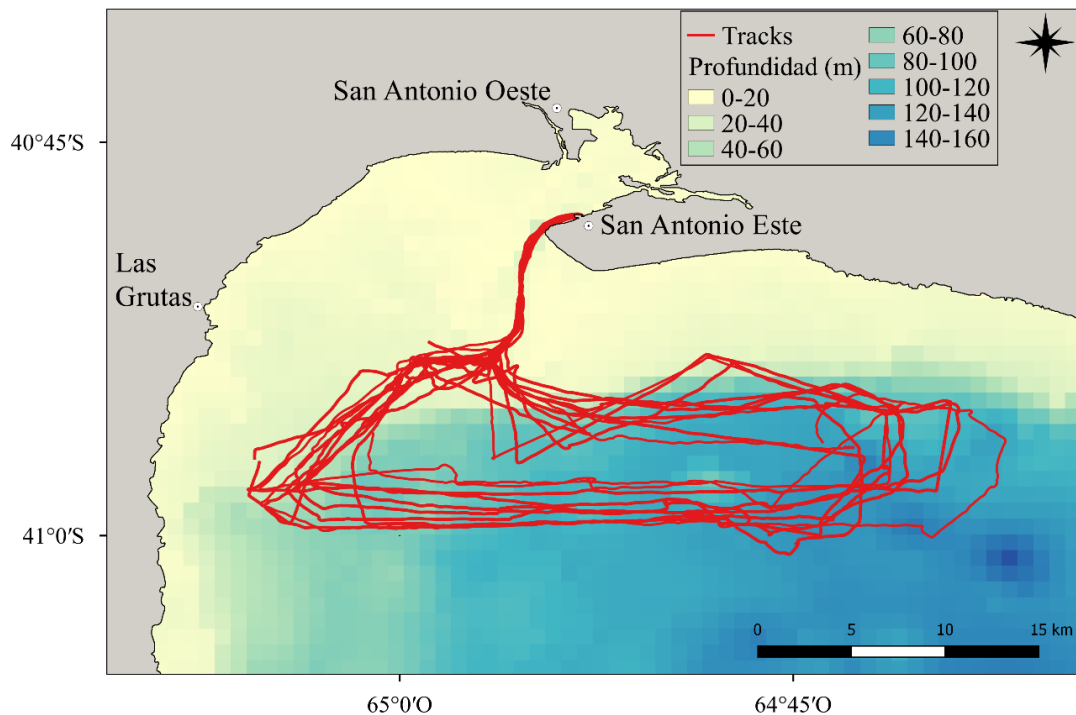 Tracks
Profundidad (m)
0-20
20-40
40-60
60-80
80-100
100-120
120-140
140-160
San Antonio Oeste
40°45′S
San Antonio Este
Las
Grutas
41°0′S
0 5 10 15 km
65°0′O 64°45′O